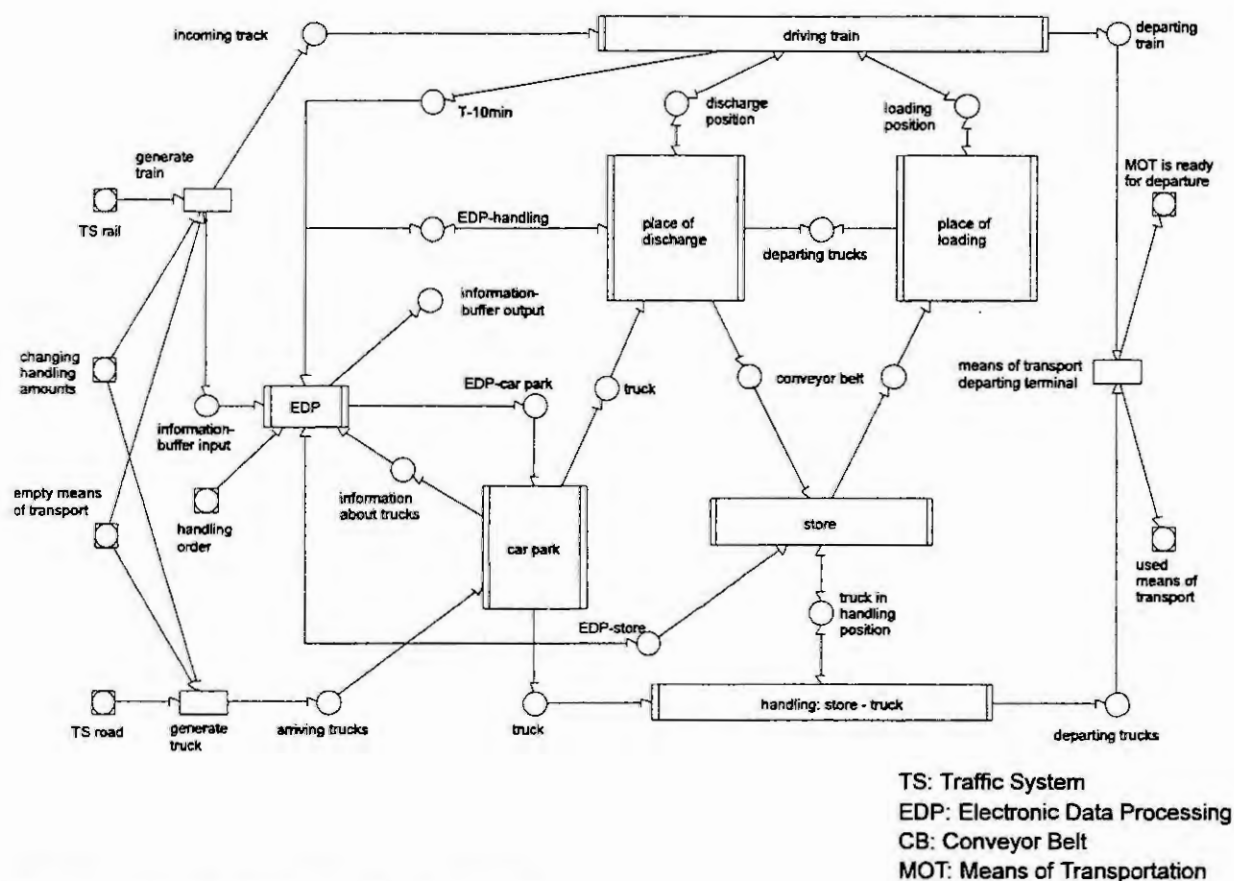 incoming track
driving train
departing
train
T-10min
discharge
position
loading
position
generate
train
MOT is ready
for departure
TS rail
EDP-handling
place of
discharge
departing trucks
place of
loading
information-
buffer output
changing
handling
amounts
EDP-car park
truck
conveyor belt
means of transport
departing terminal
EDP
information-
buffer input
empty means
of transport
handling
order
information
about trucks
car park
store
used
means of
transport
EDP-store
truck in
handling
position
TS road
generate
truck
arriving trucks
truck
handling: store - truck
departing trucks
TS: Traffic System
EDP: Electronic Data Processing
CB: Conveyor Belt
MOT: Means of Transportation